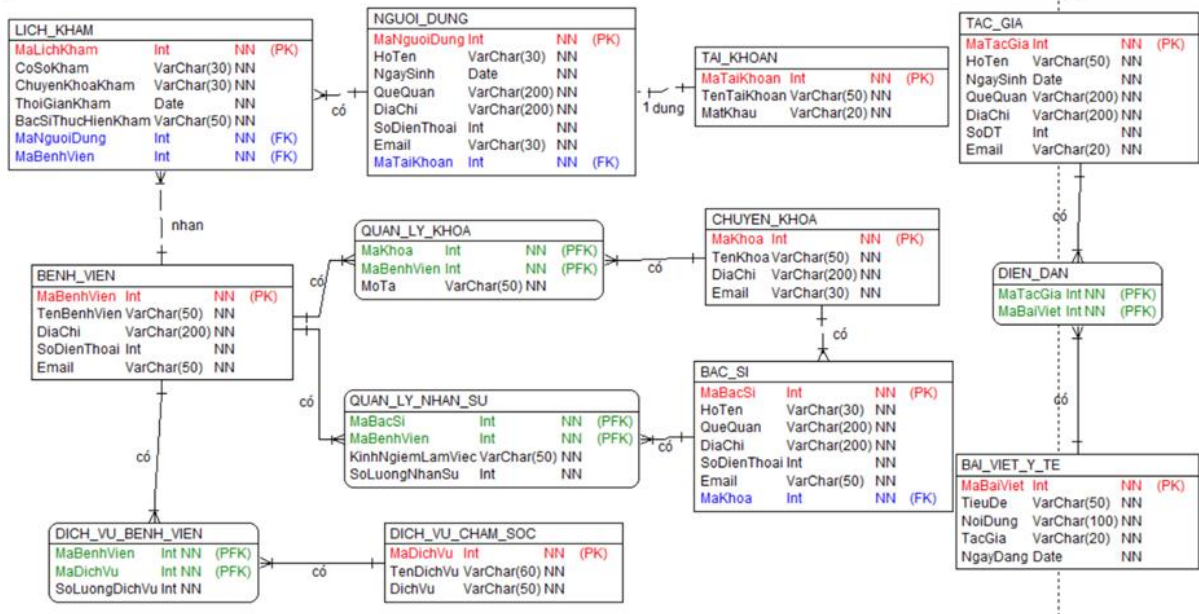 LICH_KHAM
MaLichKham Int NN (PK)
CoSoKham VarChar(30) NN
ChuyenKhoaKham VarChar(30) NN
ThoiGianKham Date NN
BacSiThucHienKham VarChar(50) NN
MaNguoiDung Int NN (FK)
MaBenhVien Int NN (FK)
có
NGUOI_DUNG
MaNguoiDung Int NN (PK)
HoTen VarChar(30) NN
NgaySinh Date NN
QueQuan VarChar(200) NN
DiaChi VarChar(200) NN
SoDienThoai Int NN
Email VarChar(30) NN
MaTaiKhoan Int NN (FK)
1 dung
TAI_KHOAN
MaTaiKhoan Int NN (PK)
TenTaiKhoan VarChar(50) NN
MatKhau VarChar(20) NN
TAC_GIA
MaTacGia Int NN (PK)
HoTen VarChar(50) NN
NgaySinh Date NN
QueQuan VarChar(200) NN
DiaChi VarChar(200) NN
SoDT Int NN
Email VarChar(20) NN
có
nhan
QUAN_LY_KHOA
MaKhoa Int NN (PFK)
MaBenhVien Int NN (PFK)
MoTa VarChar(50) NN
có
có
CHUYEN_KHOA
MaKhoa Int NN (PK)
TenKhoa VarChar(50) NN
DiaChi VarChar(200) NN
Email VarChar(30) NN
có
DIEN_DAN
MaTacGia Int NN (PFK)
MaBaiViet Int NN (PFK)
có
BENH_VIEN
MaBenhVien Int NN (PK)
TenBenhVien VarChar(50) NN
DiaChi VarChar(200) NN
SoDienThoai Int NN
Email VarChar(50) NN
có
có
QUAN_LY_NHAN_SU
MaBacSi Int NN (PFK)
MaBenhVien Int NN (PFK)
KinhNgiemLamViec VarChar(50) NN
SoLuongNhanSu Int NN
có
BAC_SI
MaBacSi Int NN (PK)
HoTen VarChar(30) NN
QueQuan VarChar(200) NN
DiaChi VarChar(200) NN
SoDienThoai Int NN
Email VarChar(50) NN
MaKhoa Int NN (FK)
BAI_VIET_Y_TE
MaBaiViet Int NN (PK)
TieuDe VarChar(50) NN
NoiDung VarChar(100) NN
TacGia VarChar(20) NN
NgayDang Date NN
DICH_VU_BENH_VIEN
MaBenhVien Int NN (PFK)
MaDichVu Int NN (PFK)
SoLuongDichVu Int NN
có
DICH_VU_CHAM_SOC
MaDichVu Int NN (PK)
TenDichVu VarChar(60) NN
DichVu VarChar(50) NN